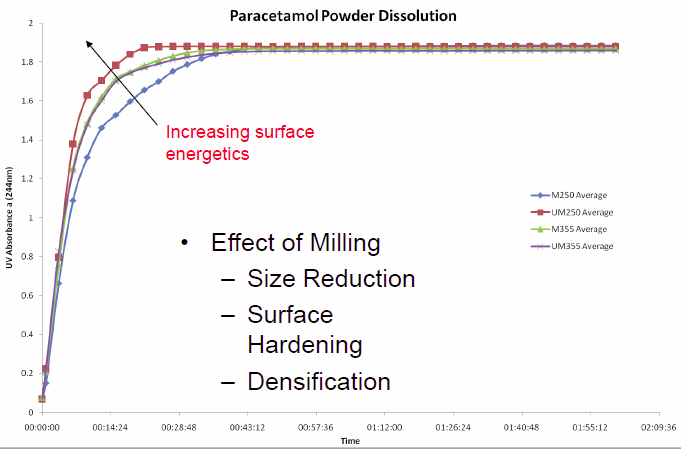 Paracetamol Powder Dissolution
2
1.8
1.6
1.4
1.2
1
0.8
0.6
0.4
0.2
0
UV Absorbance a (244nm)
Increasing surface
energetics
M250 Average
UM250 Average
M355 Average
UM355 Average
• Effect of Milling
– Size Reduction
– Surface
Hardening
– Densification
00:00:00 00:14:24 00:28:48 00:43:12 00:57:36 01:12:00 01:26:24 01:40:48 01:55:12 02:09:36
Time